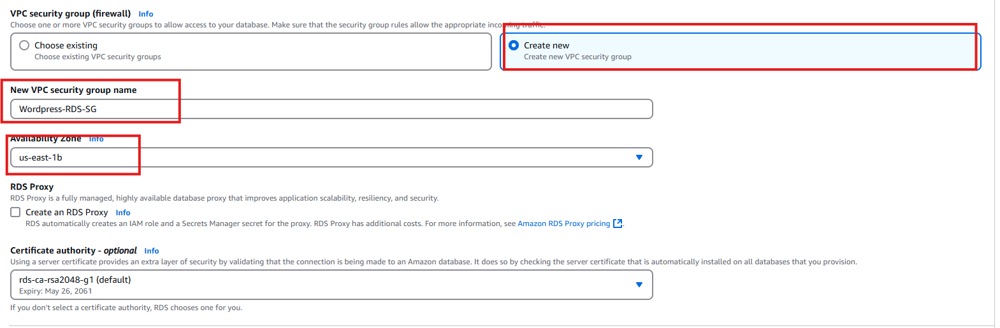 VPC security group (firewall) Info
Choose one or more VPC security groups to allow access to your database. Make sure that the security group rules allow the appropriate incoming traffic.
Choose existing
Choose existing VPC security groups
Create new
Create new VPC security group
New VPC security group name
Wordpress-RDS-SG
Availability Zone Info
us-east-1b
RDS Proxy
RDS Proxy is a fully managed, highly available database proxy that improves application scalability, resiliency, and security.
Create an RDS Proxy Info
RDS automatically creates an IAM role and a Secrets Manager secret for the proxy. RDS Proxy has additional costs. For more information, see Amazon RDS Proxy pricing.
Certificate authority - optional Info
Using a server certificate provides an extra layer of security by validating that the connection is being made to an Amazon database. It does so by checking the server certificate that is automatically installed on all databases that you provision.
rds-ca-rsa2048-g1 (default)
Expiry: May 26, 2061
If you don't select a certificate authority, RDS chooses one for you.